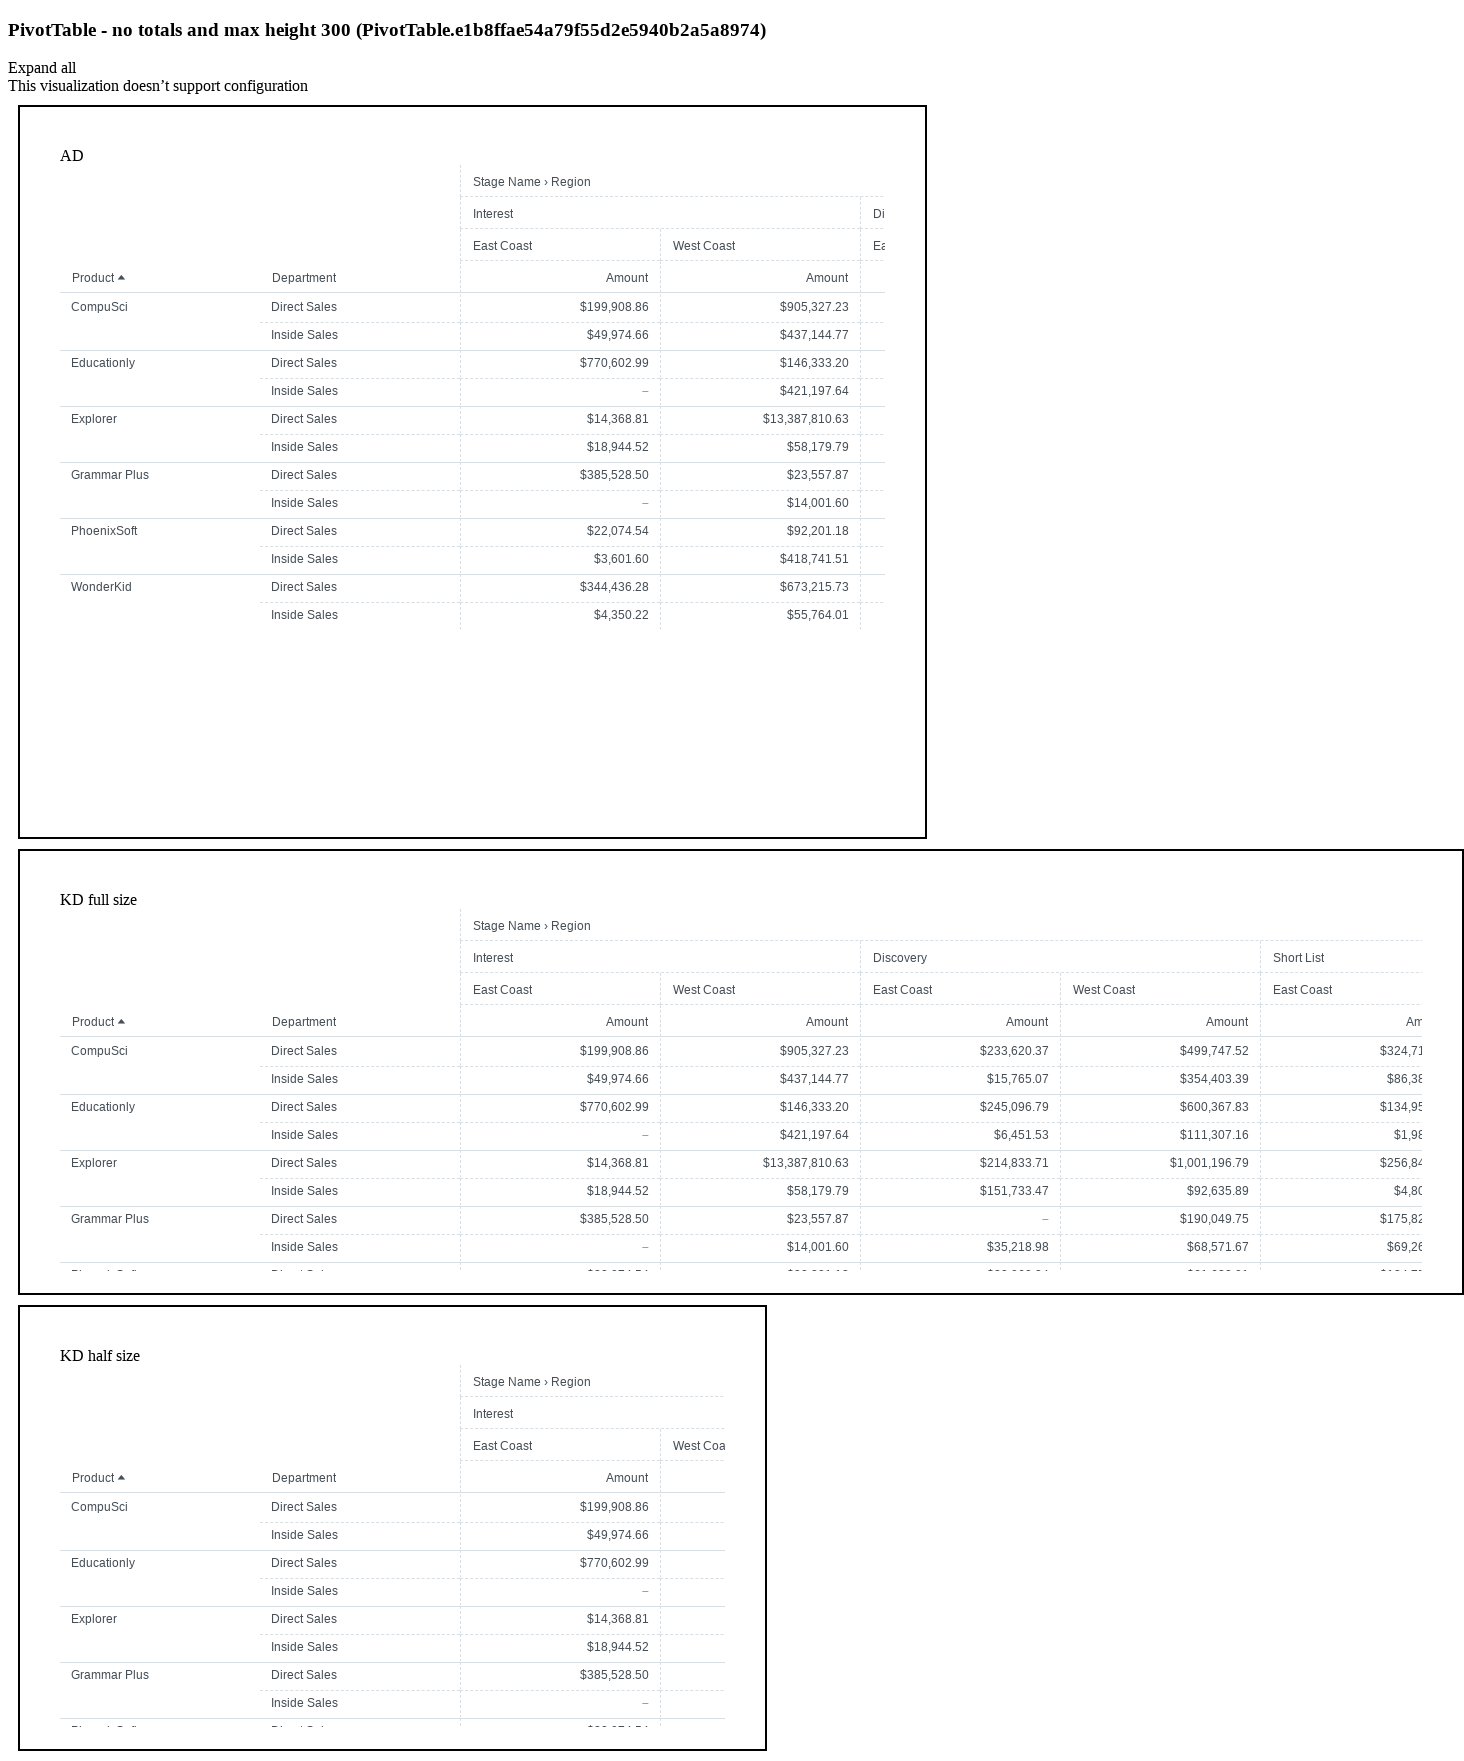 PivotTable - no totals and max height 300 (PivotTable.e1b8ffae54a79f55d2e5940b2a5a8974)
Expand all
This visualization doesn’t support configuration
AD
Stage Name › Region
Interest Di
East Coast West Coast Ea
Product Department Amount Amount
CompuSci Direct Sales $199,908.86 $905,327.23
Inside Sales $49,974.66 $437,144.77
Educationly Direct Sales $770,602.99 $146,333.20
Inside Sales – $421,197.64
Explorer Direct Sales $14,368.81 $13,387,810.63
Inside Sales $18,944.52 $58,179.79
Grammar Plus Direct Sales $385,528.50 $23,557.87
Inside Sales – $14,001.60
PhoenixSoft Direct Sales $22,074.54 $92,201.18
Inside Sales $3,601.60 $418,741.51
WonderKid Direct Sales $344,436.28 $673,215.73
Inside Sales $4,350.22 $55,764.01
KD full size
Stage Name › Region
Interest Discovery Short List
East Coast West Coast East Coast West Coast East Coast
Product Department Amount Amount Amount Amount Am
CompuSci Direct Sales $199,908.86 $905,327.23 $233,620.37 $499,747.52 $324,71
Inside Sales $49,974.66 $437,144.77 $15,765.07 $354,403.39 $86,38
Educationly Direct Sales $770,602.99 $146,333.20 $245,096.79 $600,367.83 $134,95
Inside Sales – $421,197.64 $6,451.53 $111,307.16 $1,98
Explorer Direct Sales $14,368.81 $13,387,810.63 $214,833.71 $1,001,196.79 $256,84
Inside Sales $18,944.52 $58,179.79 $151,733.47 $92,635.89 $4,80
Grammar Plus Direct Sales $385,528.50 $23,557.87 – $190,049.75 $175,82
Inside Sales – $14,001.60 $35,218.98 $68,571.67 $69,26
KD half size
Stage Name › Region
Interest
East Coast West Coa
Product Department Amount
CompuSci Direct Sales $199,908.86
Inside Sales $49,974.66
Educationly Direct Sales $770,602.99
Inside Sales –
Explorer Direct Sales $14,368.81
Inside Sales $18,944.52
Grammar Plus Direct Sales $385,528.50
Inside Sales –